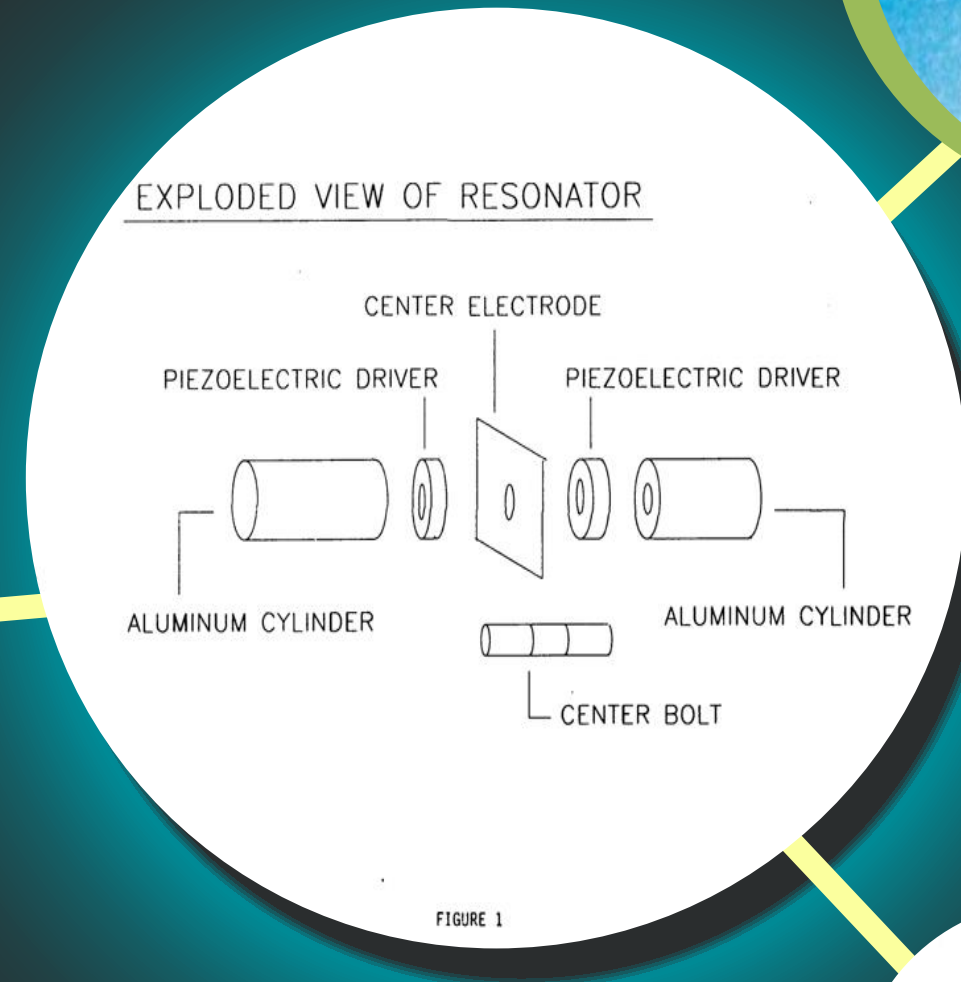 EXPLODED VIEW OF RESONATOR
CENTER ELECTRODE
PIEZOELECTRIC DRIVER
PIEZOELECTRIC DRIVER
ALUMINUM CYLINDER
ALUMINUM CYLINDER
CENTER BOLT
FIGURE 1